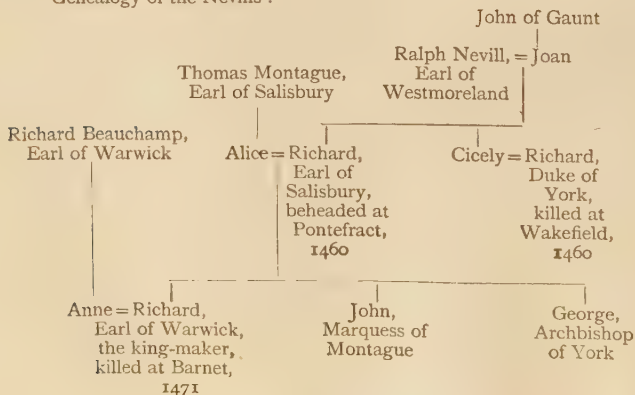 Genealogy of the Nevills :
John of Gaunt
Ralph Nevill, = Joan
Earl of
Westmoreland
Thomas Montague,
Earl of Salisbury
Richard Beauchamp,
Earl of Warwick
Alice = Richard,
Earl of
Salisbury,
beheaded at
Pontefract,
1460
Cicely = Richard,
Duke of
York,
killed at
Wakefield,
1460
Anne = Richard,
Earl of Warwick,
the king-maker,
killed at Barnet,
1471
John,
Marquess of
Montague
George,
Archbishop
of York